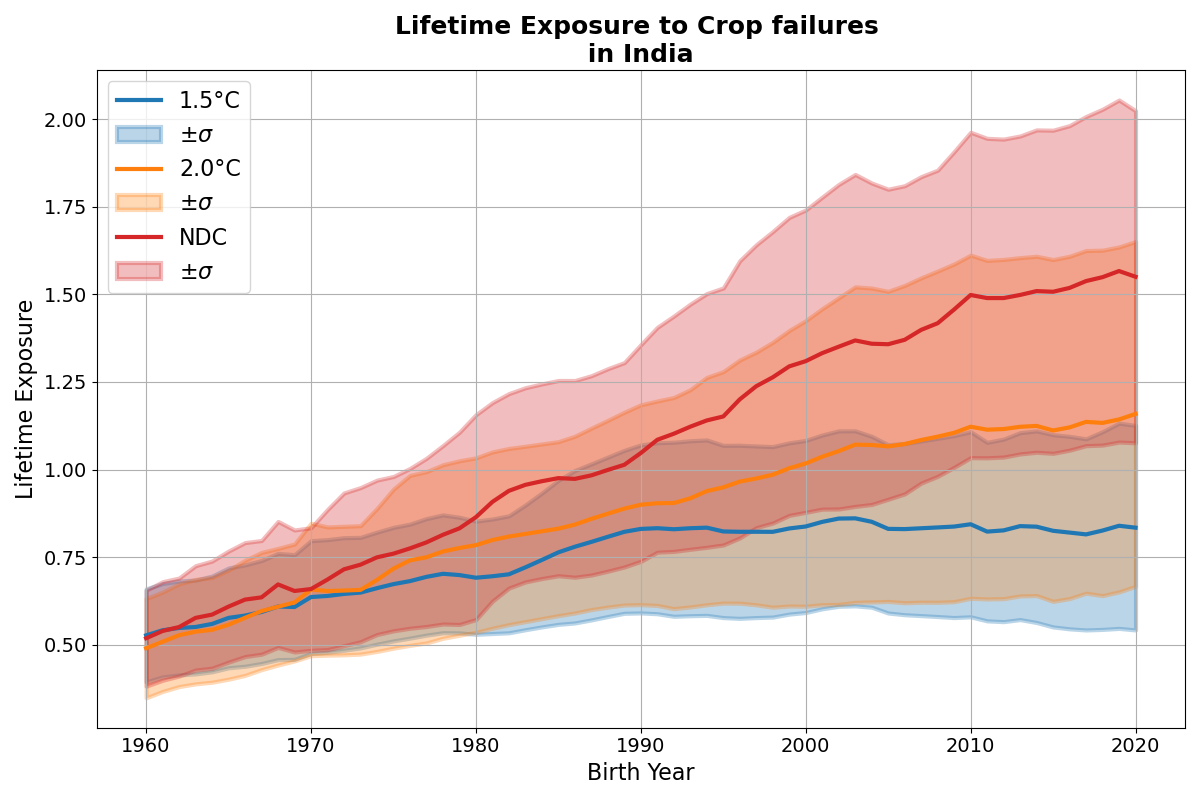 Lifetime Exposure to Crop failures
in India
1.5°C
±σ
2.0°C
±σ
NDC
±σ
Lifetime Exposure
2.00
1.75
1.50
1.25
1.00
0.75
0.50
1960 1970 1980 1990 2000 2010 2020
Birth Year